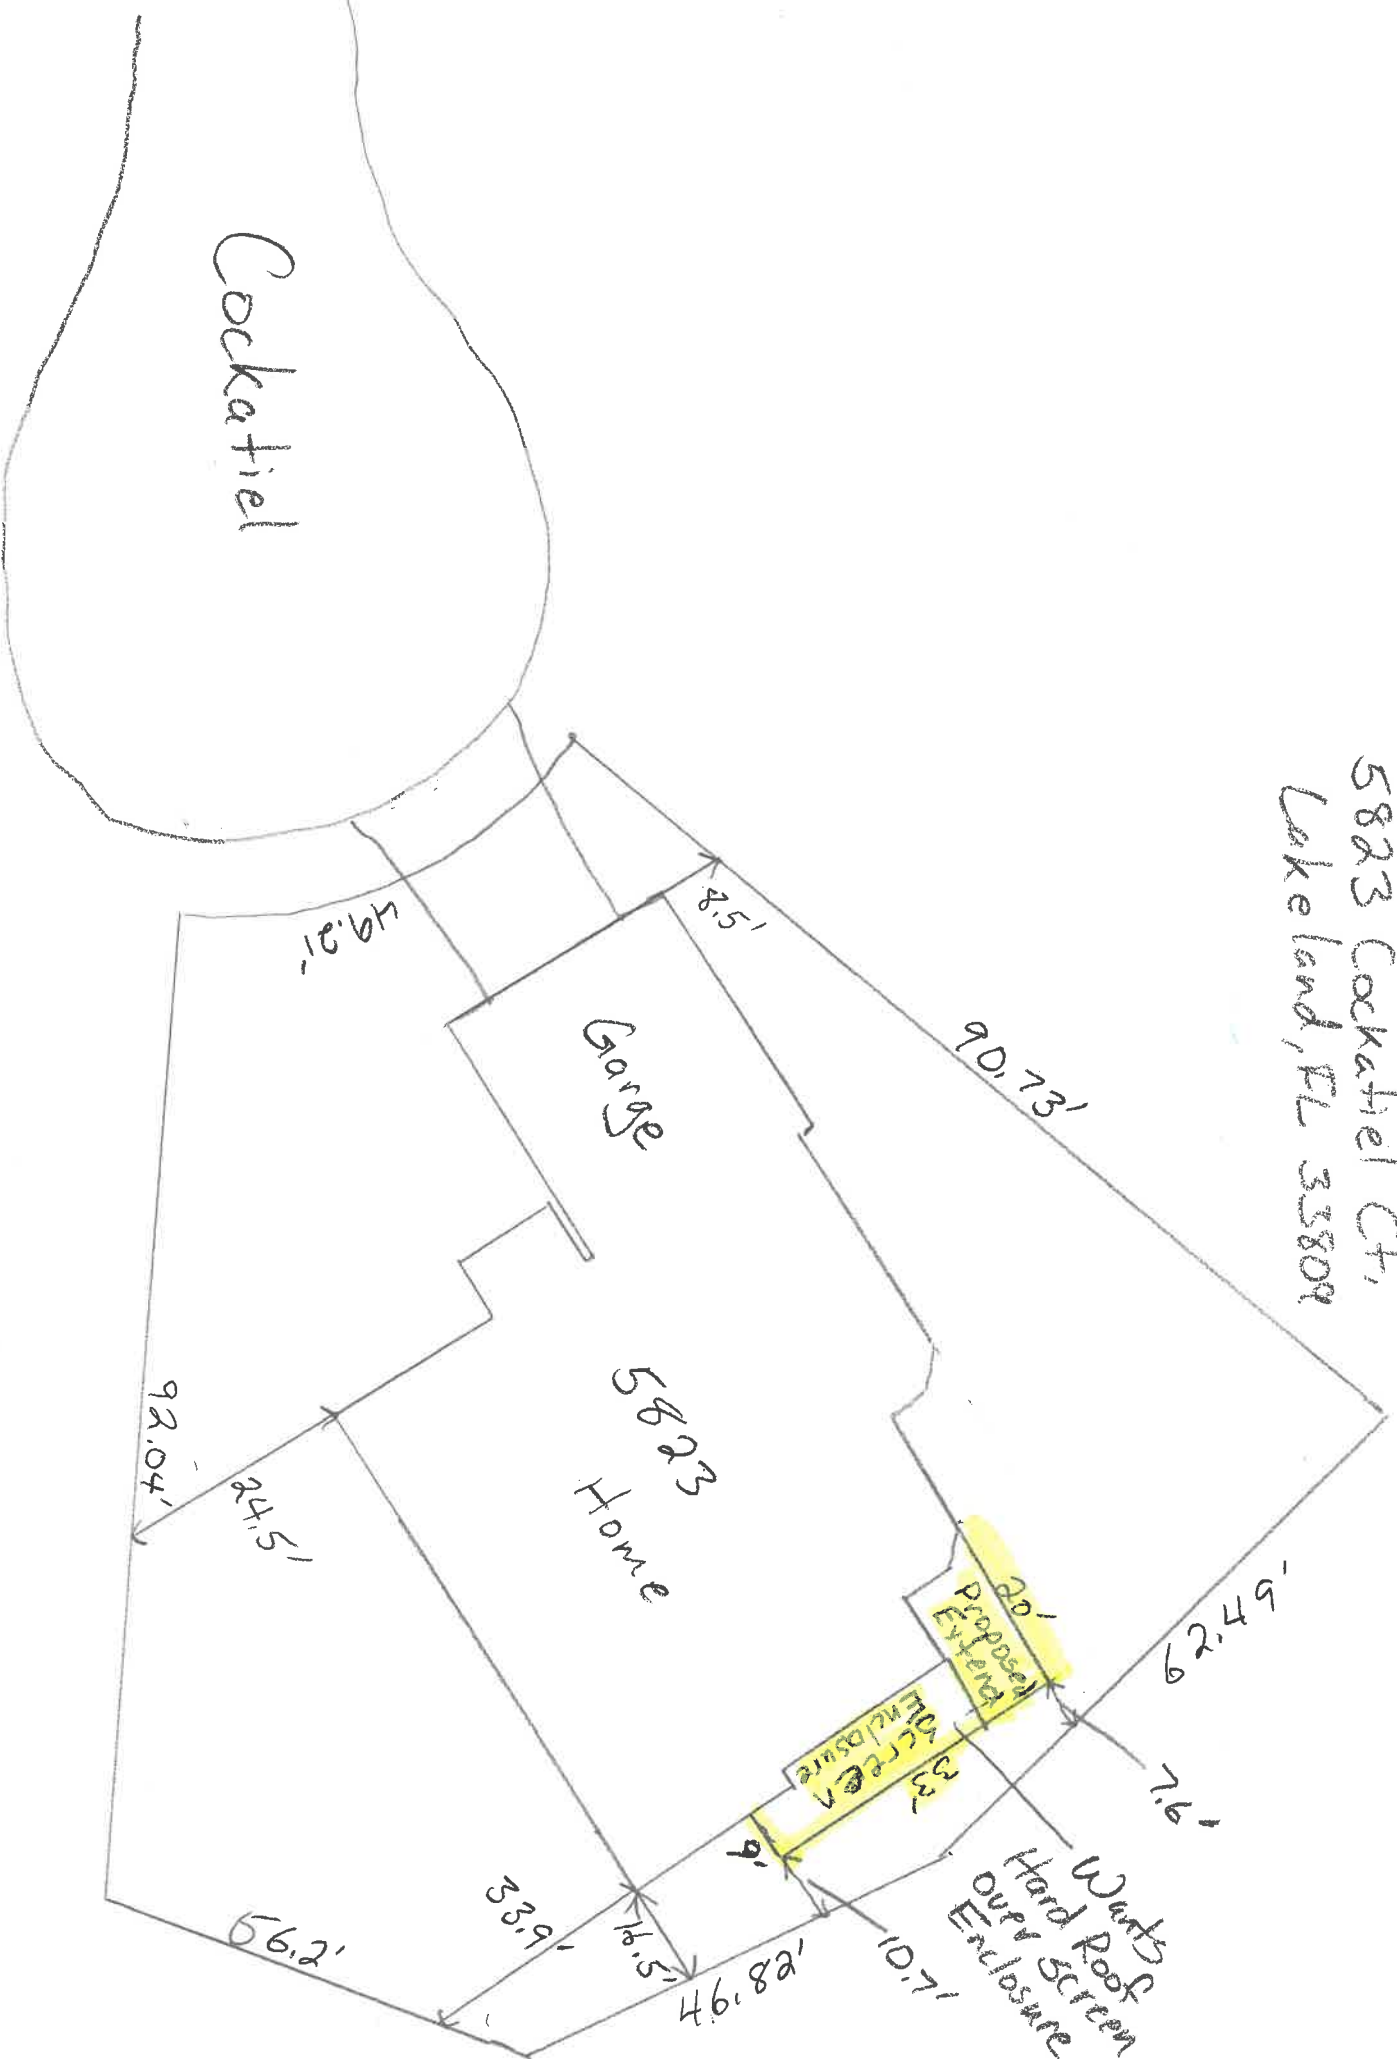 5823 Cockatiel Ct.
Lakeland, FL 33809
Cockatiel
49.21'
8.5'
90.73'
Garage
5823
Home
92.04'
24.5'
20'
Proposed
Extend
62.49'
7.6'
Screen
Enclosure
33'
9'
Wants
Hard Roof
over screen
Enclosure
10.7'
33.9'
16.5'
46.82'
56.2'